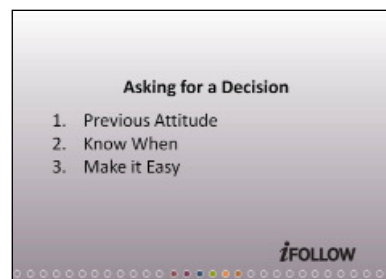 Asking for a Decision
1. Previous Attitude
2. Know When
3. Make it Easy
iFOLLOW